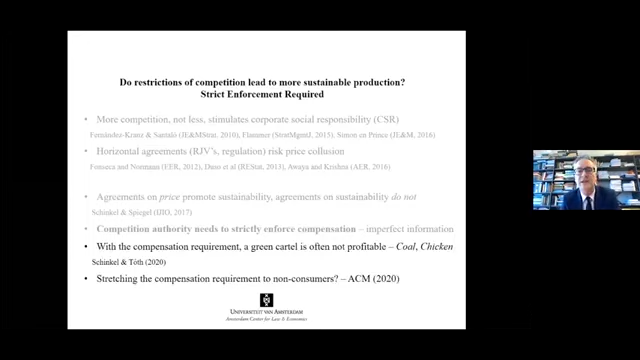 Do restrictions of competition lead to more sustainable production?
Strict Enforcement Required
• More competition, not less, stimulates corporate social responsibility (CSR)
Fernández-Kranz & Santaló (JE&MStrat. 2010), Flammer (StratMgmtJ. 2015), Simon en Prince (JE&M, 2016)
• Horizontal agreements (RJV's, regulation) risk price collusion
Fonseca and Normann (EER, 2012), Duso et al (REStat, 2013), Awaya and Krishna (AER, 2016)
• Agreements on price promote sustainability, agreements on sustainability do not
Schinkel & Spiegel (IJIO, 2017)
• Competition authority needs to strictly enforce compensation – imperfect information
• With the compensation requirement, a green cartel is often not profitable – Coal, Chicken
Schinkel & Tóth (2020)
• Stretching the compensation requirement to non-consumers? – ACM (2020)
UNIVERSITEIT VAN AMSTERDAM
Amsterdam Center for Law & Economics